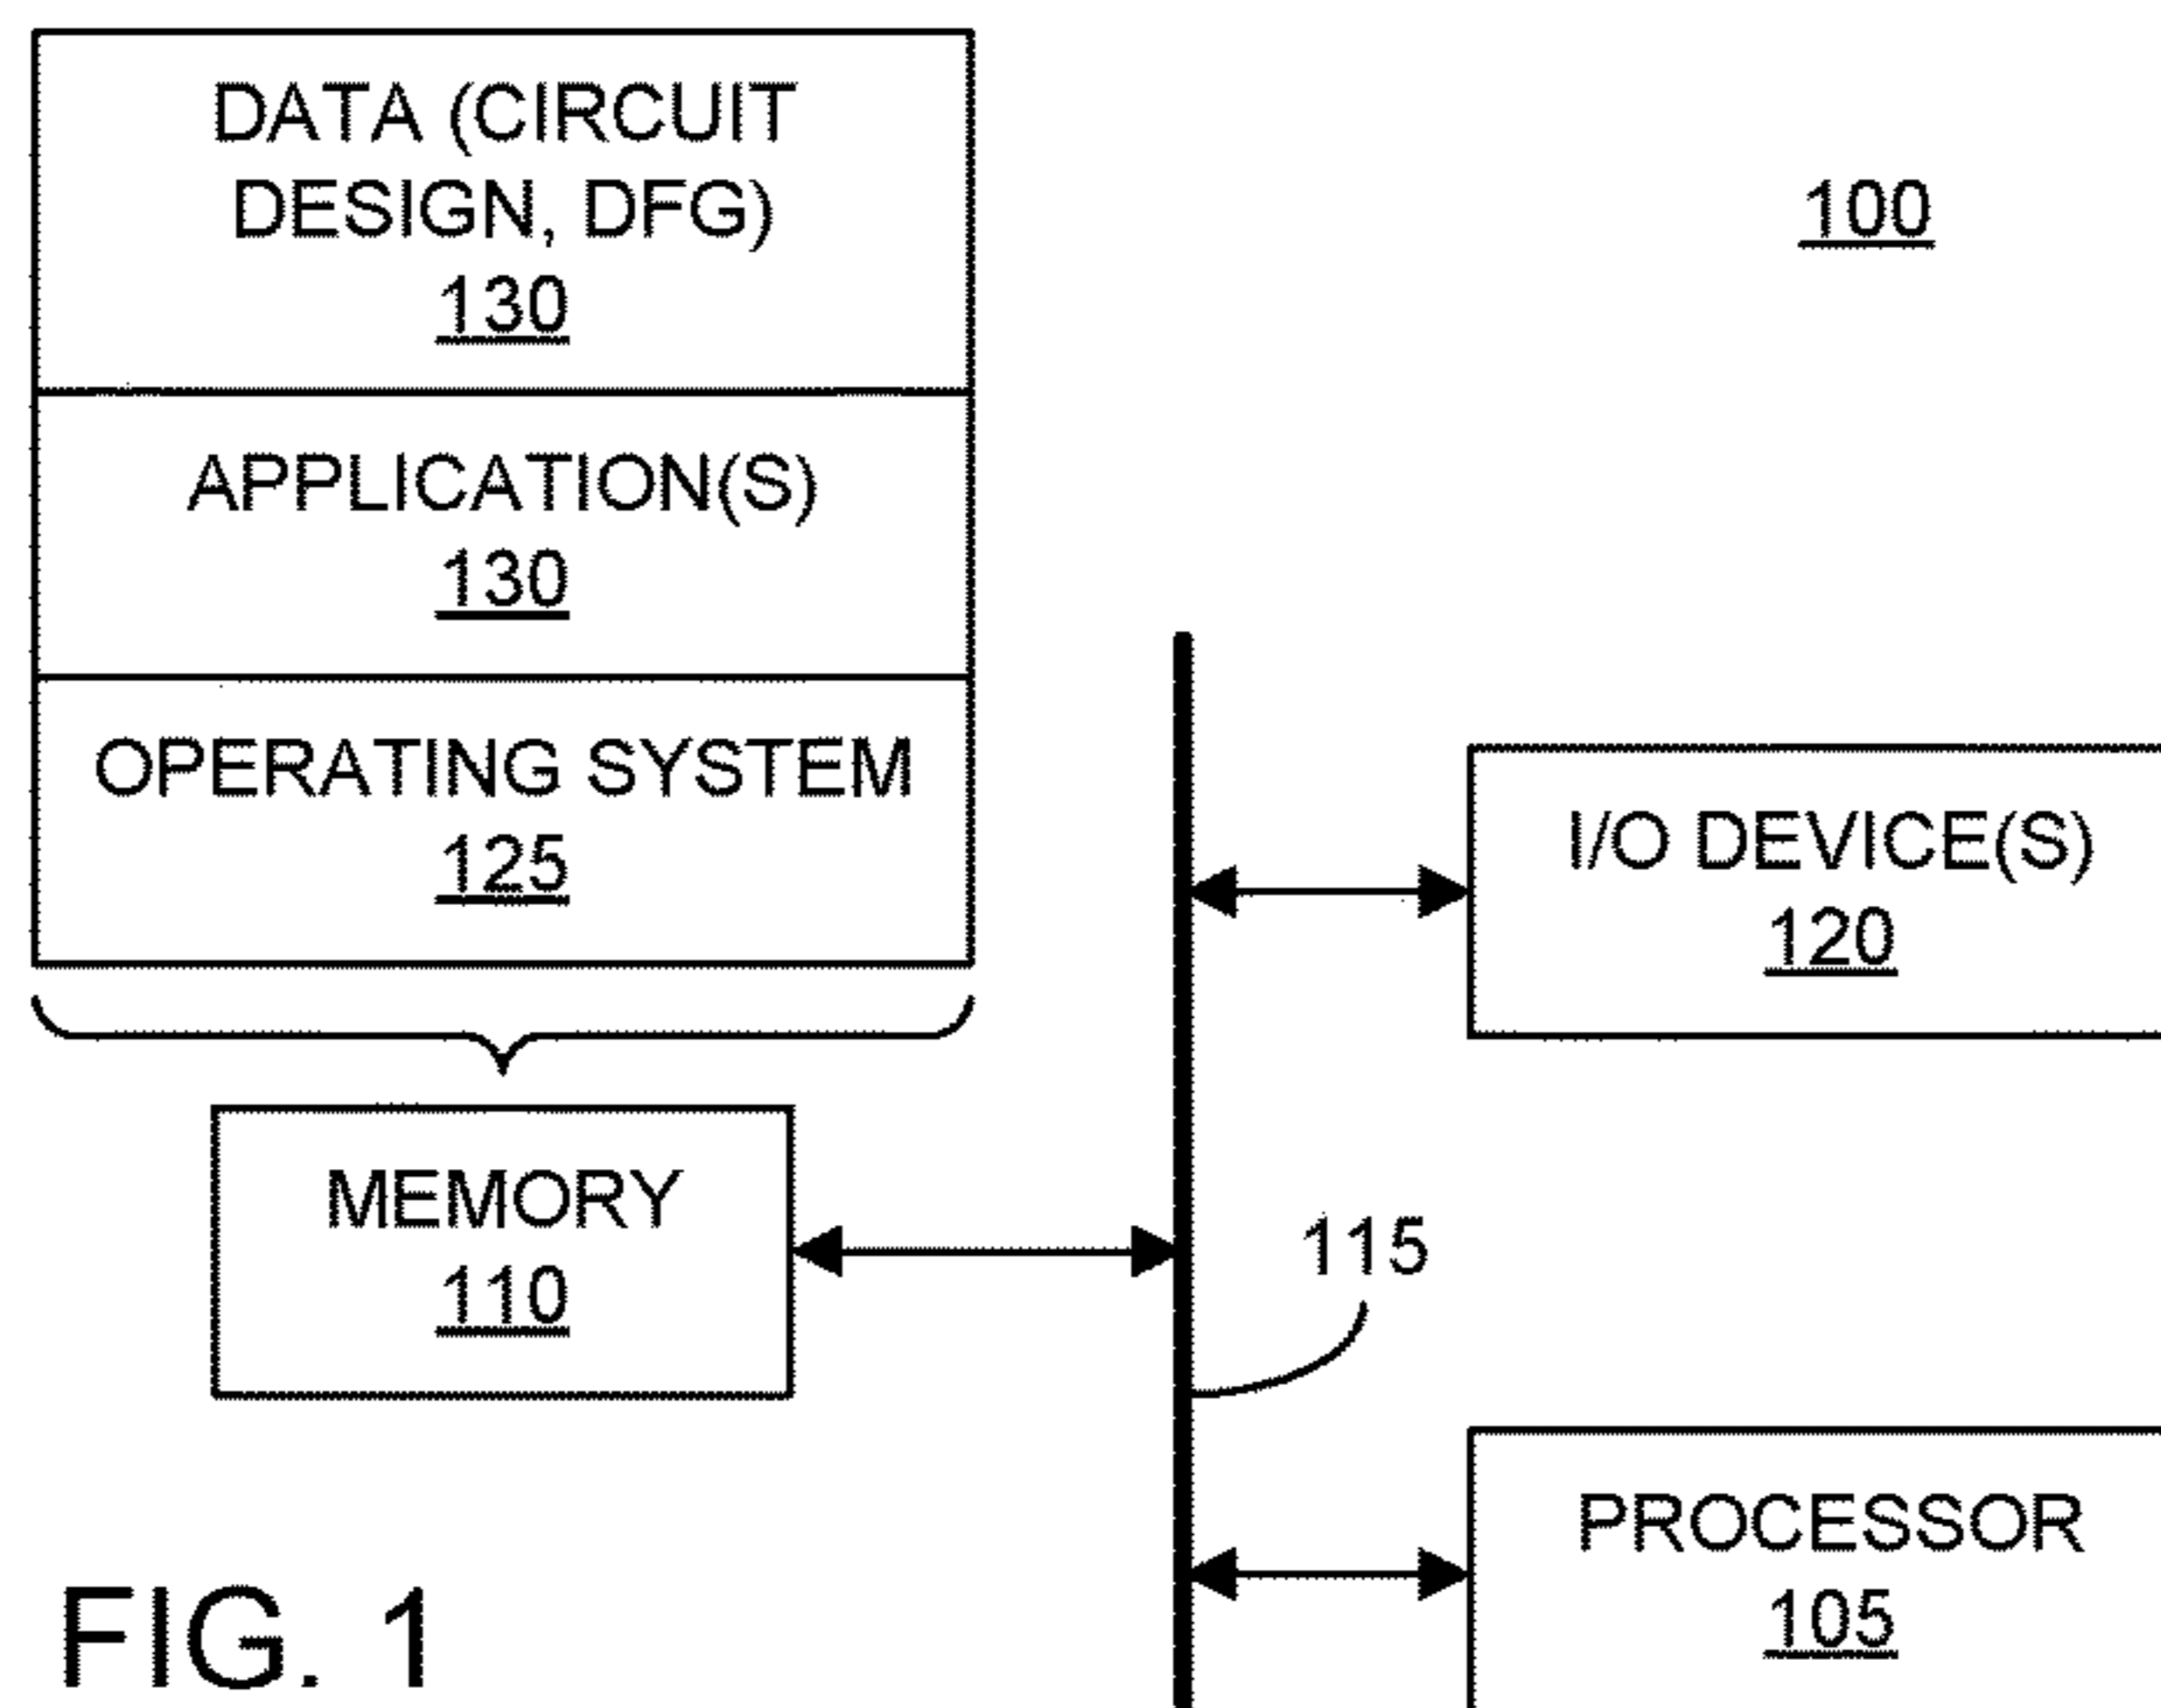 DATA (CIRCUIT
DESIGN, DFG)
130
100
APPLICATION(S)
130
OPERATING SYSTEM
125
I/O DEVICE(S)
120
MEMORY
110
115
PROCESSOR
105
FIG. 1